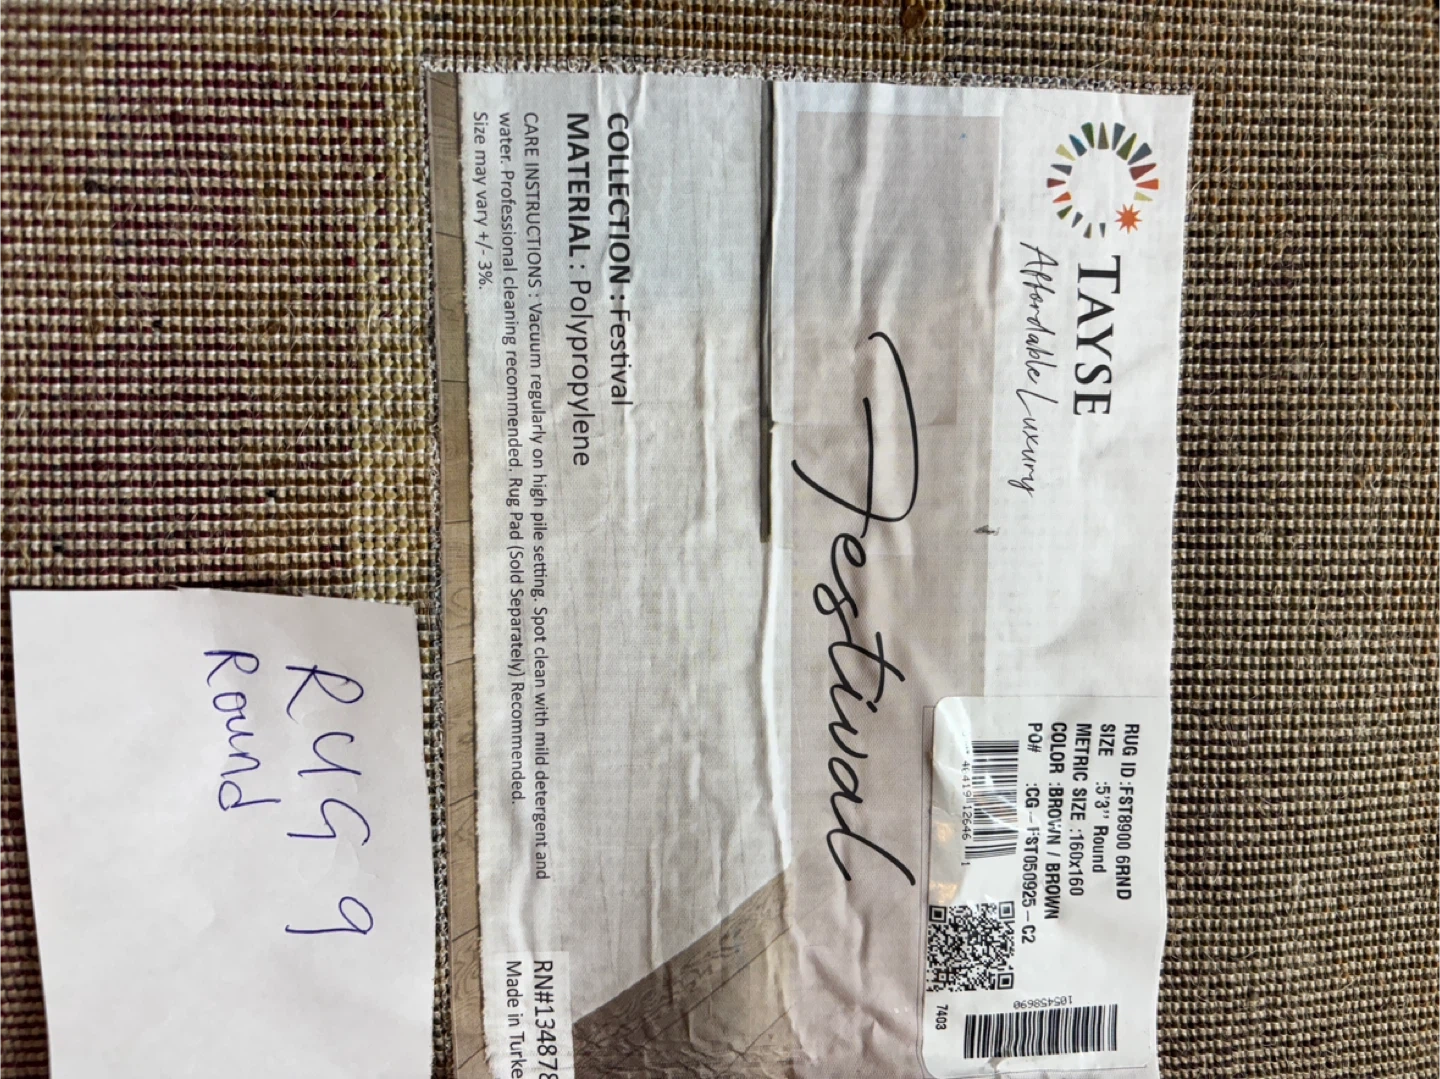 TAYSE
Affordable Luxury
Festival
RUG ID :FST8900 6RND
SIZE :5'3'' Round
METRIC SIZE :160x160
COLOR :BROWN / BROWN
PO# :CG-FST050925-C2
12646 1
7403
105458690
COLLECTION : Festival
MATERIAL : Polypropylene
CARE INSTRUCTIONS : Vacuum regularly on high pile setting. Spot clean with mild detergent and
water. Professional cleaning recommended. Rug Pad (Sold Separately) Recommended.
Size may vary +/- 3%.
RN#134878
Made in Turke
RUG 9
Round